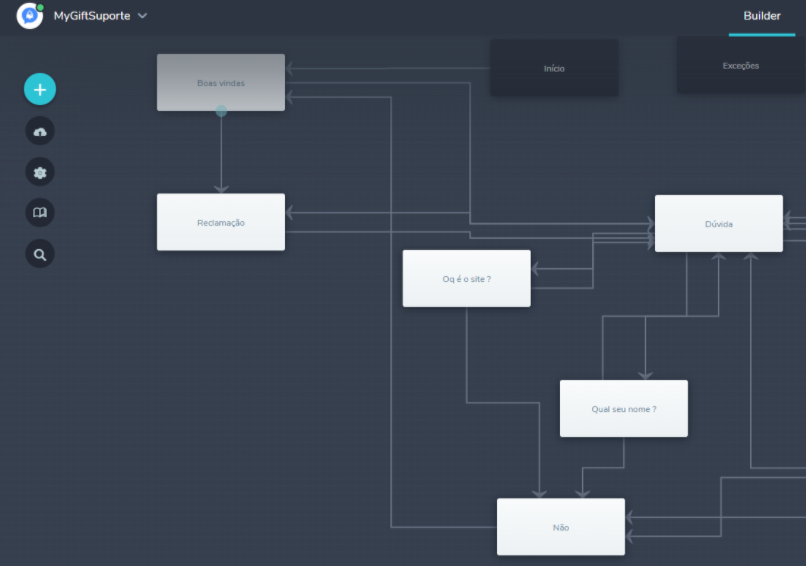 MyGiftSuporte
Builder
Boas vindas
Início
Exceções
Reclamação
Dúvida
Oq é o site ?
Qual seu nome ?
Não